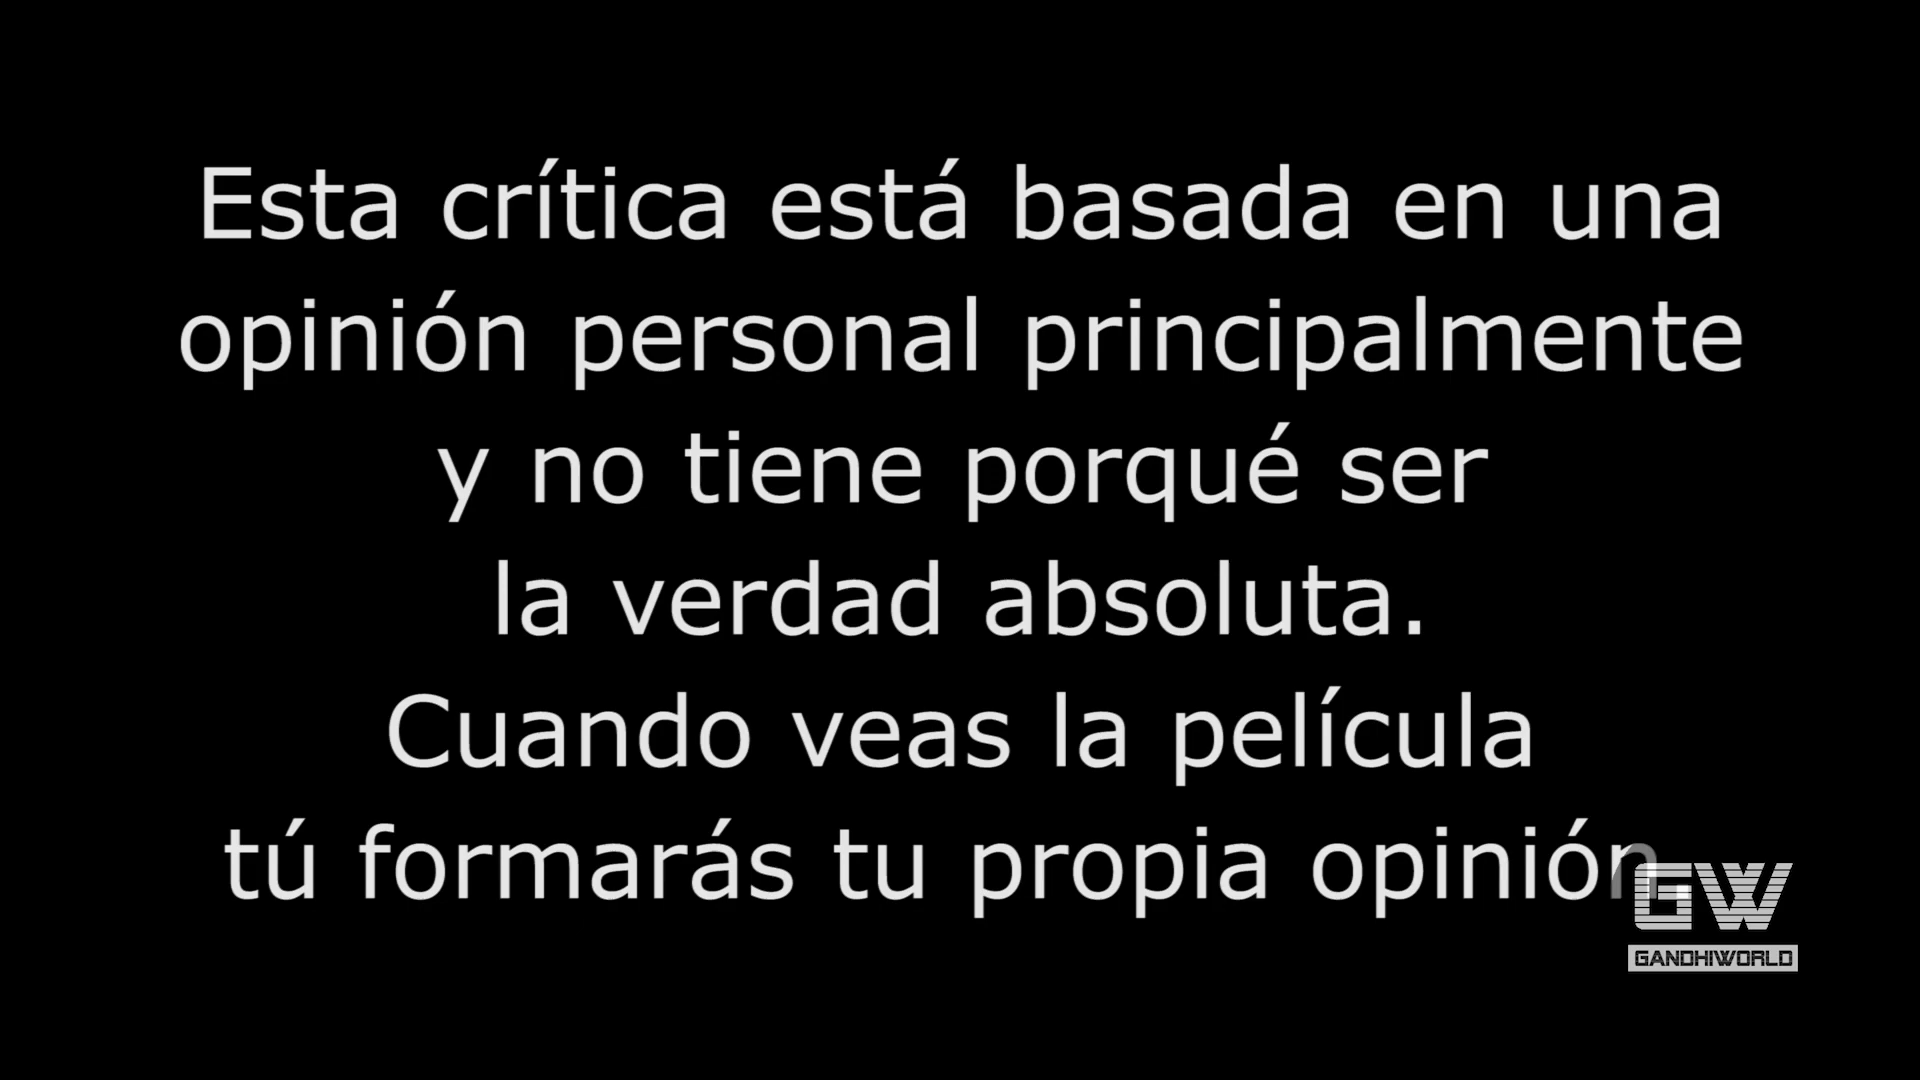 Esta crítica está basada en una
opinión personal principalmente
y no tiene porqué ser
la verdad absoluta.
Cuando veas la película
tú formarás tu propia opinión.
GW
GANDHIWORLD